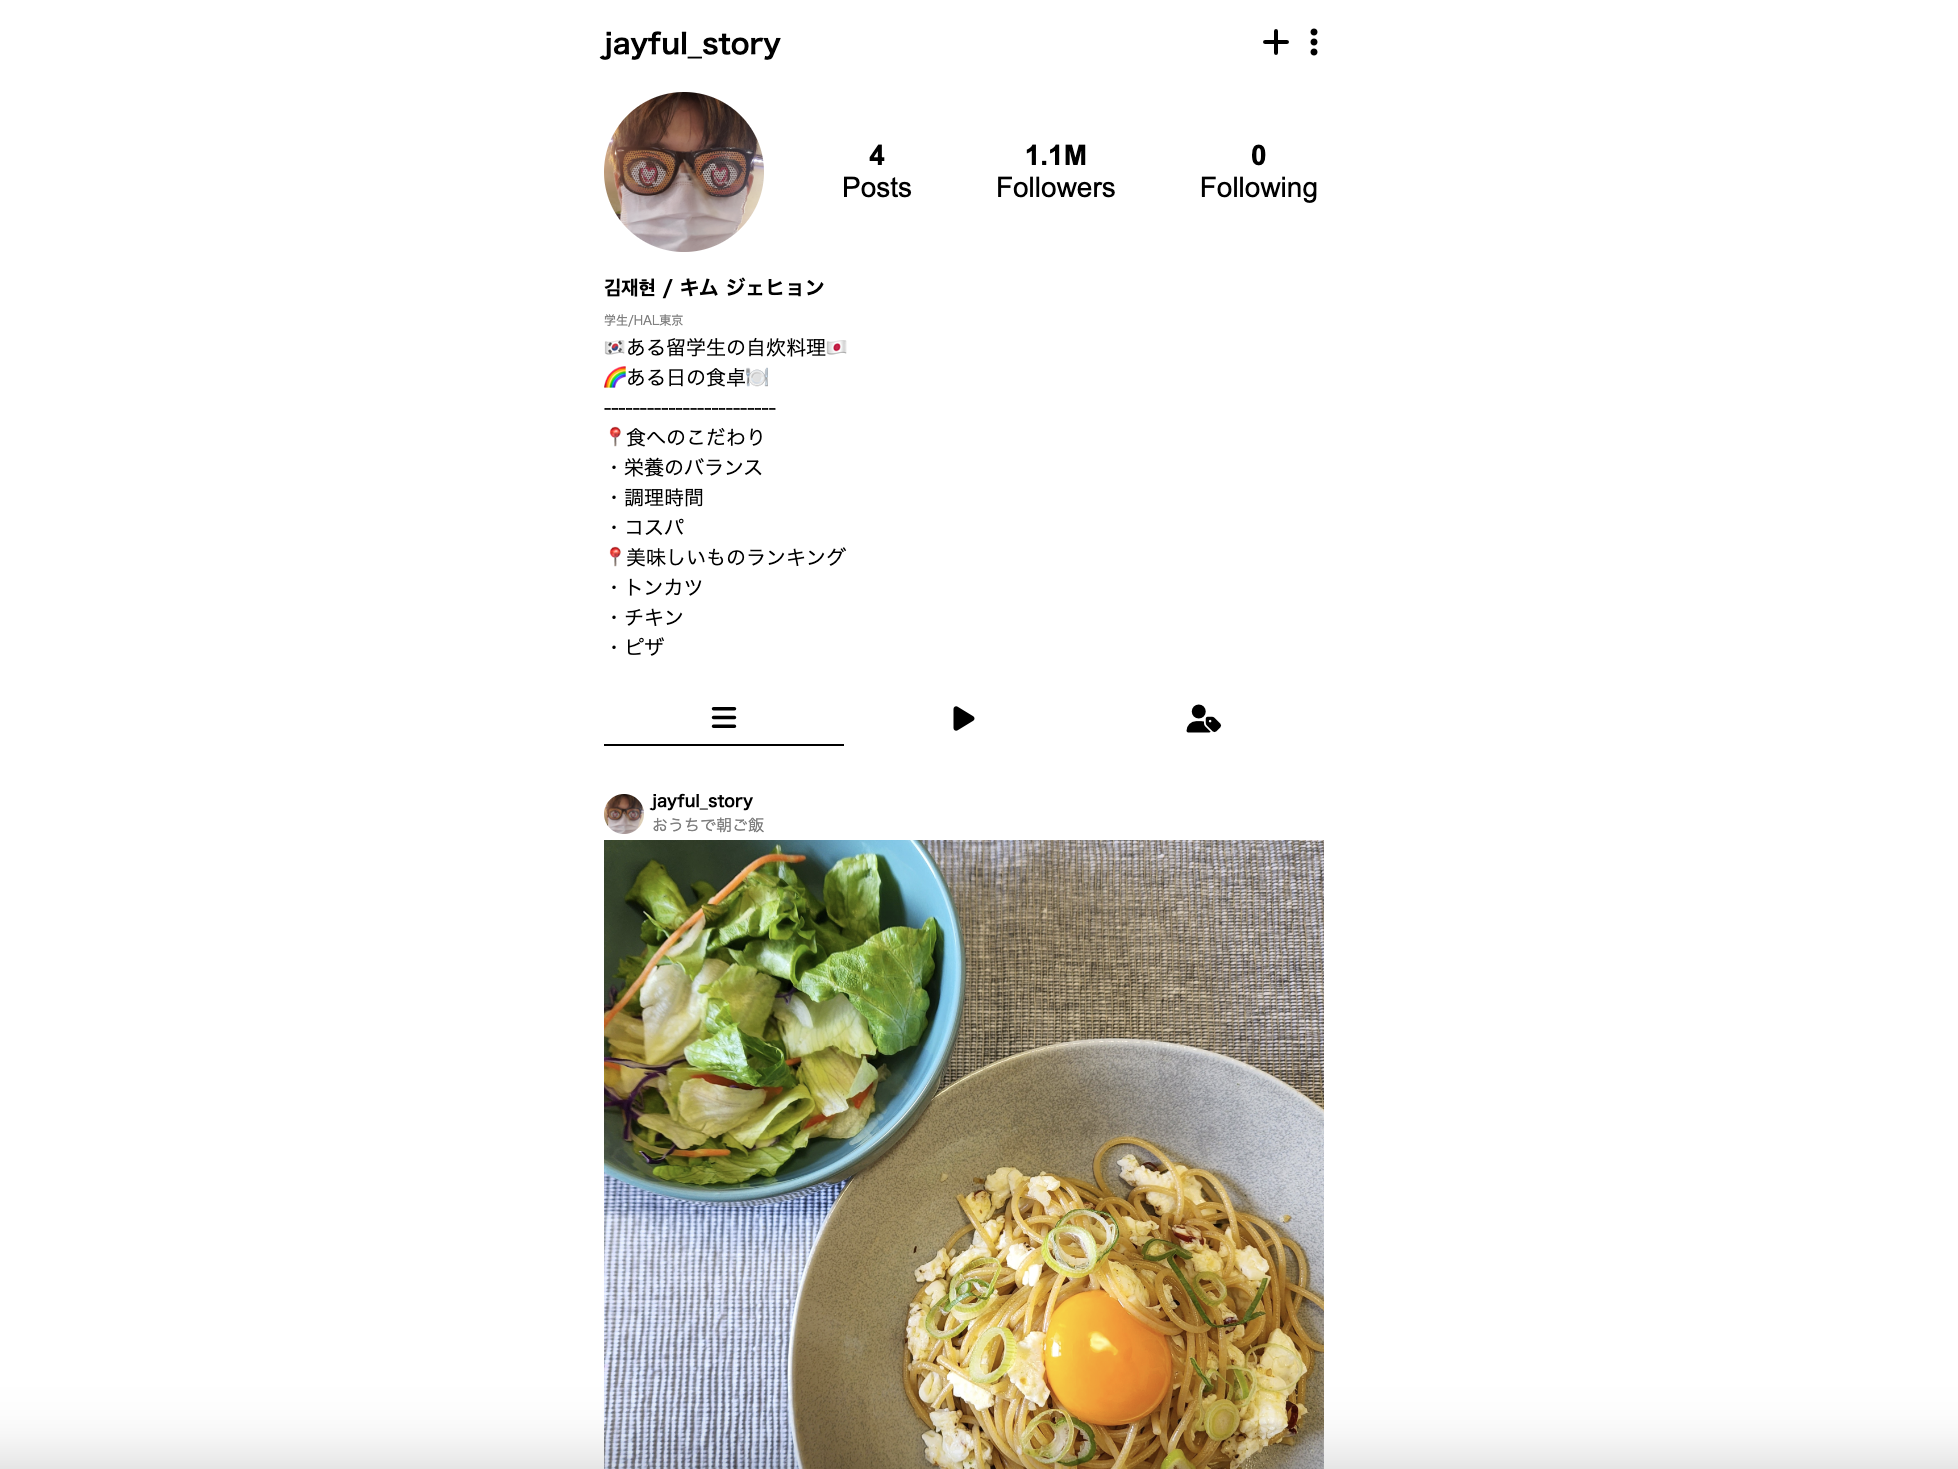 jayful_story
4
Posts
1.1M
Followers
0
Following
김재현 / キム ジェヒョン
学生/HAL東京
🇰🇷ある留学生の自炊料理🇯🇵
🌈ある日の食卓🍽️
------------------------
📍食へのこだわり
・栄養のバランス
・調理時間
・コスパ
📍美味しいものランキング
・トンカツ
・チキン
・ピザ
jayful_story
おうちで朝ご飯